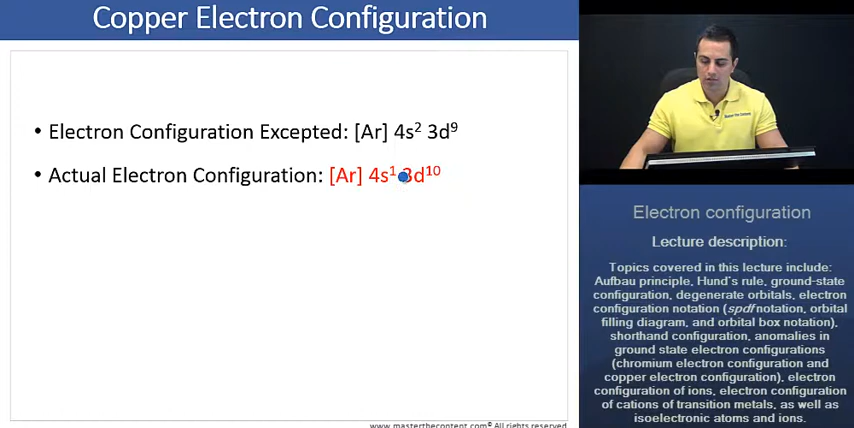 Copper Electron Configuration
• Electron Configuration Excepted: [Ar] 4s² 3d⁹
• Actual Electron Configuration: [Ar] 4s¹ 3d¹⁰
www.masterthecontent.com© All rights reserved
Electron configuration
Lecture description:
Topics covered in this lecture include:
Aufbau principle, Hund's rule, ground-state
configuration, degenerate orbitals, electron
configuration notation (spdf notation, orbital
filling diagram, and orbital box notation),
shorthand configuration, anomalies in
ground state electron configurations
(chromium electron configuration and
copper electron configuration), electron
configuration of ions, electron configuration
of cations of transition metals, as well as
isoelectronic atoms and ions.